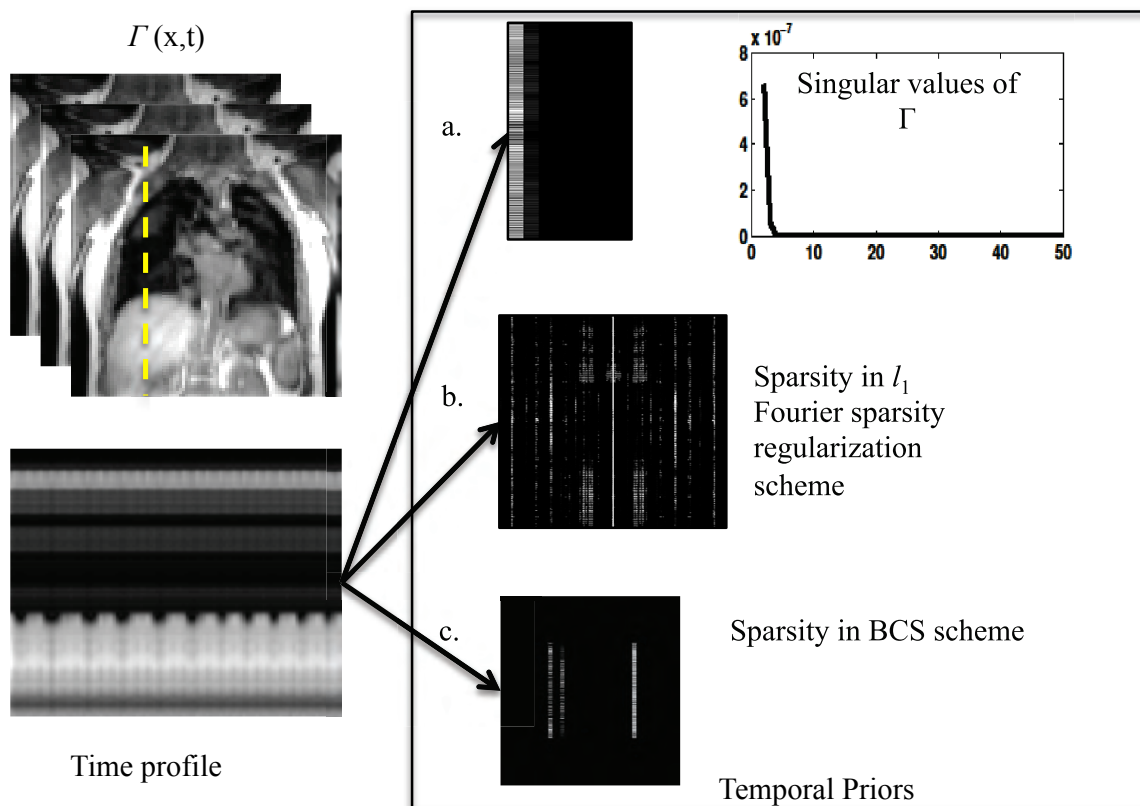 Γ (x,t)
Time profile
a.
x 10⁻⁷
8
6
4
2
0
10
20
30
40
50
Singular values of
Γ
b.
Sparsity in l₁
Fourier sparsity
regularization
scheme
c.
Sparsity in BCS scheme
Temporal Priors